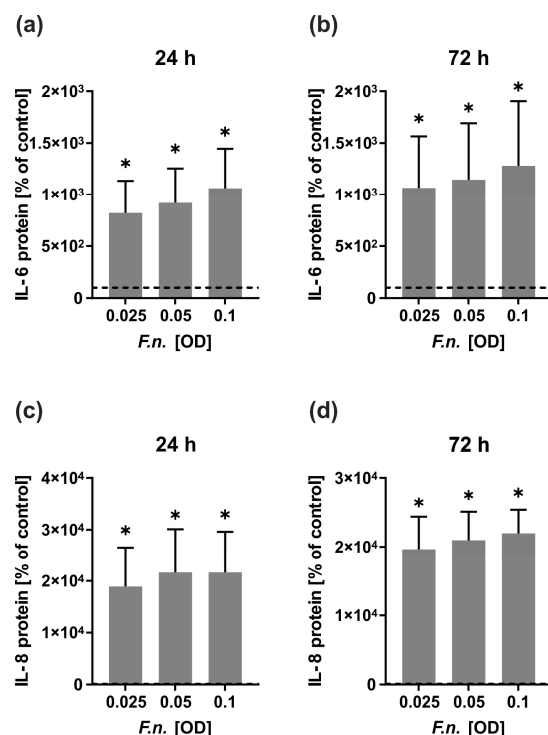 (a)
24 h
IL-6 protein [% of control]
2×10³
1.5×10³
1×10³
5×10²
0
* * *
0.025 0.05 0.1
F.n. [OD]
(b)
72 h
IL-6 protein [% of control]
2×10³
1.5×10³
1×10³
5×10²
0
* * *
0.025 0.05 0.1
F.n. [OD]
(c)
24 h
IL-8 protein [% of control]
4×10⁴
3×10⁴
2×10⁴
1×10⁴
0
* * *
0.025 0.05 0.1
F.n. [OD]
(d)
72 h
IL-8 protein [% of control]
3×10⁴
2×10⁴
1×10⁴
0
* * *
0.025 0.05 0.1
F.n. [OD]